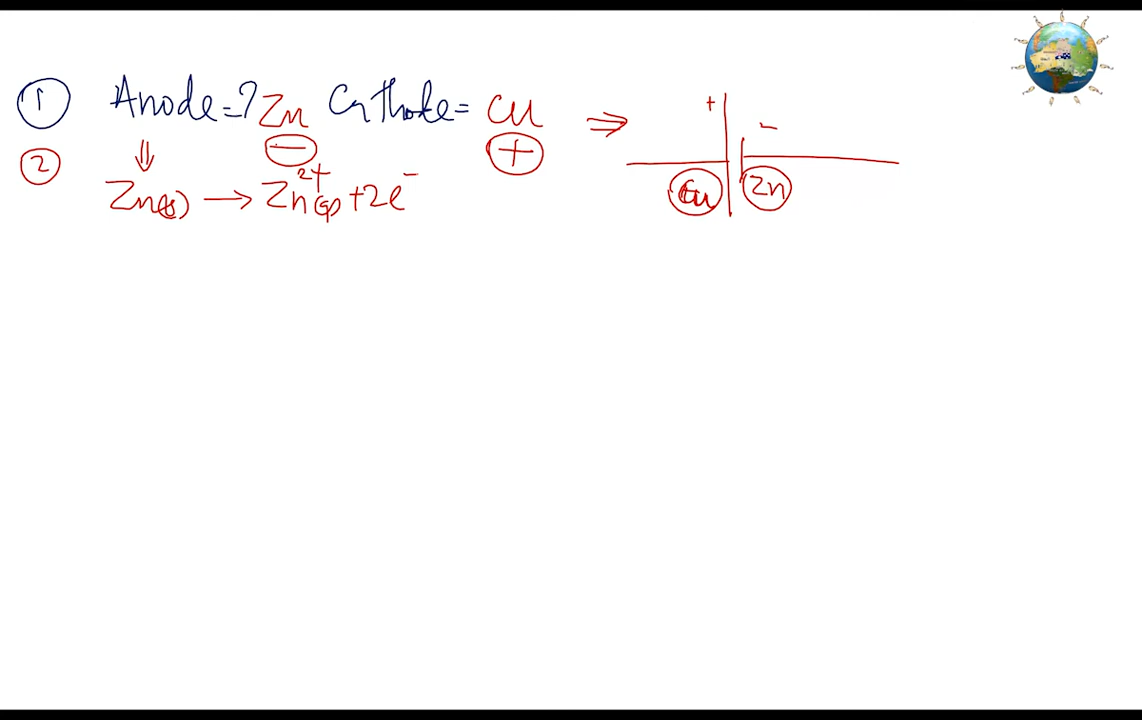 ① Anode=? Zn Cathode= Cu ⇒ + −
② ⇓ ⊖ ⊕ Cu Zn
Zn(s) → Zn²⁺(aq) + 2e⁻